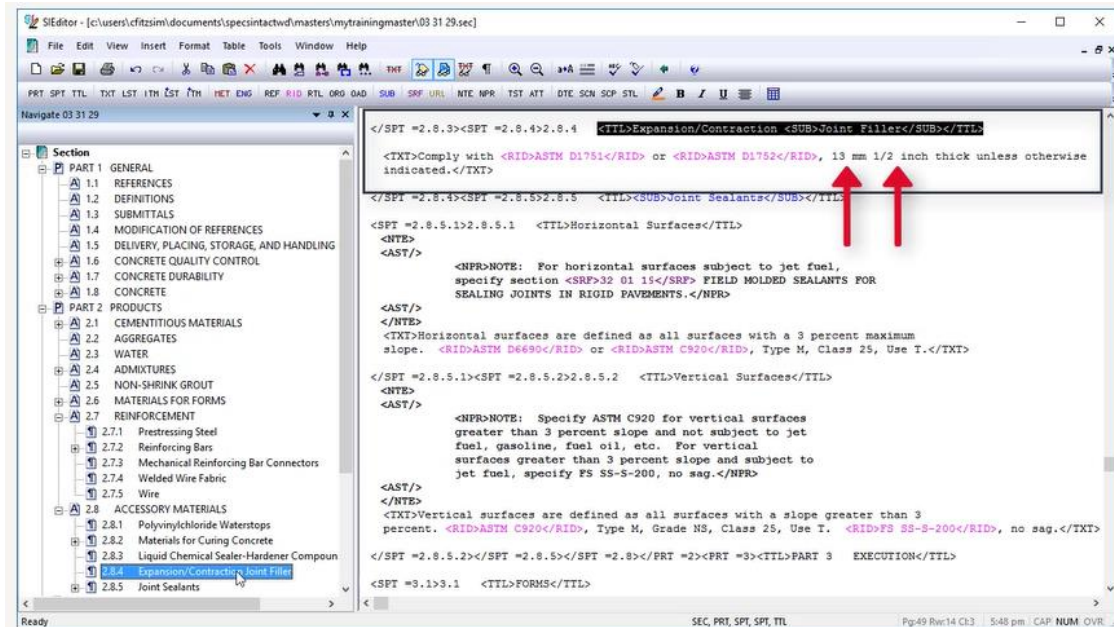 SIEditor - [c:\users\cfitzsim\documents\specsintactwd\masters\mytrainingmaster\03 31 29.sec]
File Edit View Insert Format Table Tools Window Help
PRT SPT TTL TXT LST ITM MET ENG REF RID RTL ORG OAD SUB SRF URL NTE NPR TST ATT DTE SCN SCP STL B I U
Navigate 03 31 29
Section
PART 1 GENERAL
1.1 REFERENCES
1.2 DEFINITIONS
1.3 SUBMITTALS
1.4 MODIFICATION OF REFERENCES
1.5 DELIVERY, PLACING, STORAGE, AND HANDLING
1.6 CONCRETE QUALITY CONTROL
1.7 CONCRETE DURABILITY
1.8 CONCRETE
PART 2 PRODUCTS
2.1 CEMENTITIOUS MATERIALS
2.2 AGGREGATES
2.3 WATER
2.4 ADMIXTURES
2.5 NON-SHRINK GROUT
2.6 MATERIALS FOR FORMS
2.7 REINFORCEMENT
2.7.1 Prestressing Steel
2.7.2 Reinforcing Bars
2.7.3 Mechanical Reinforcing Bar Connectors
2.7.4 Welded Wire Fabric
2.7.5 Wire
2.8 ACCESSORY MATERIALS
2.8.1 Polyvinylchloride Waterstops
2.8.2 Materials for Curing Concrete
2.8.3 Liquid Chemical Sealer-Hardener Compoun
2.8.4 Expansion/Contraction Joint Filler
2.8.5 Joint Sealants
</SPT =2.8.3><SPT =2.8.4>2.8.4 <TTL>Expansion/Contraction <SUB>Joint Filler</SUB></TTL>
<TXT>Comply with <RID>ASTM D1751</RID> or <RID>ASTM D1752</RID>, 13 mm 1/2 inch thick unless otherwise
indicated.</TXT>
</SPT =2.8.4><SPT =2.8.5>2.8.5 <TTL><SUB>Joint Sealants</SUB></TTL>
<SPT =2.8.5.1>2.8.5.1 <TTL>Horizontal Surfaces</TTL>
<NTE>
<AST/>
<NPR>NOTE: For horizontal surfaces subject to jet fuel,
specify section <SRF>32 01 19</SRF> FIELD MOLDED SEALANTS FOR
SEALING JOINTS IN RIGID PAVEMENTS.</NPR>
<AST/>
</NTE>
<TXT>Horizontal surfaces are defined as all surfaces with a 3 percent maximum
slope. <RID>ASTM D6690</RID> or <RID>ASTM C920</RID>, Type M, Class 25, Use T.</TXT>
</SPT =2.8.5.1><SPT =2.8.5.2>2.8.5.2 <TTL>Vertical Surfaces</TTL>
<NTE>
<AST/>
<NPR>NOTE: Specify ASTM C920 for vertical surfaces
greater than 3 percent slope and not subject to jet
fuel, gasoline, fuel oil, etc. For vertical
surfaces greater than 3 percent slope and subject to
jet fuel, specify FS SS-S-200, no sag.</NPR>
<AST/>
</NTE>
<TXT>Vertical surfaces are defined as all surfaces with a slope greater than 3
percent. <RID>ASTM C920</RID>, Type M, Grade NS, Class 25, Use T. <RID>FS SS-S-200</RID>, no sag.</TXT>
</SPT =2.8.5.2></SPT =2.8.5></SPT =2.8></PRT =2><PRT =3><TTL>PART 3 EXECUTION</TTL>
<SPT =3.1>3.1 <TTL>FORMS</TTL>
Ready
SEC, PRT, SPT, SPT, TTL
Pg:49 Rw:14 Cl:3 5:48 pm CAP NUM OVR